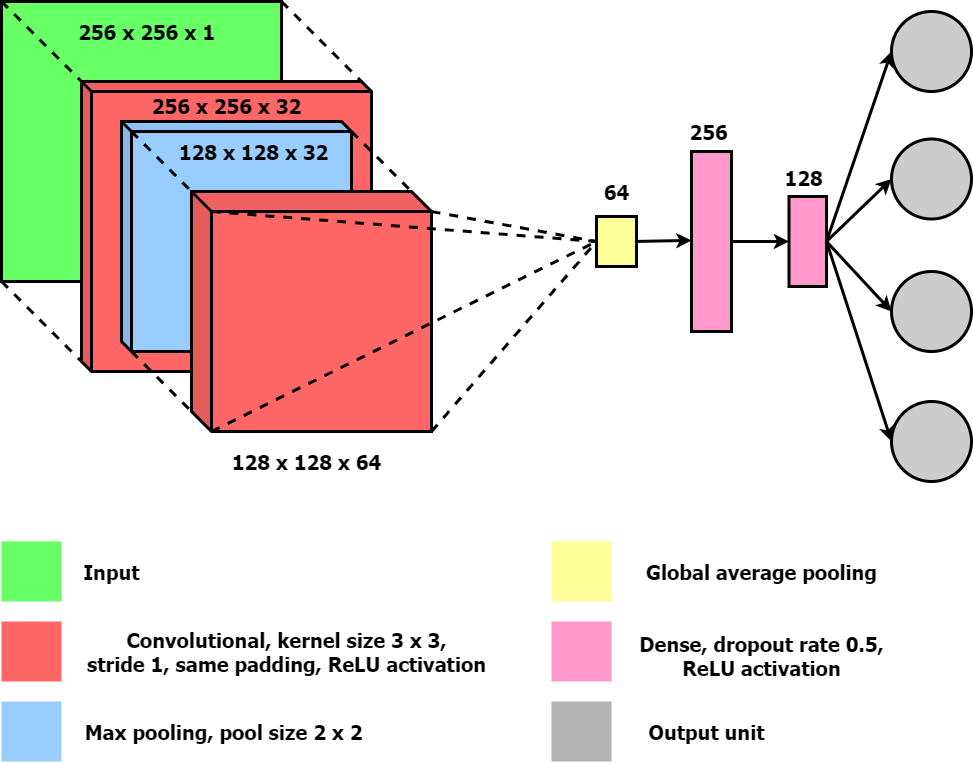 256 x 256 x 1
256 x 256 x 32
128 x 128 x 32
128 x 128 x 64
64
256
128
Input
Convolutional, kernel size 3 x 3,
stride 1, same padding, ReLU activation
Max pooling, pool size 2 x 2
Global average pooling
Dense, dropout rate 0.5,
ReLU activation
Output unit